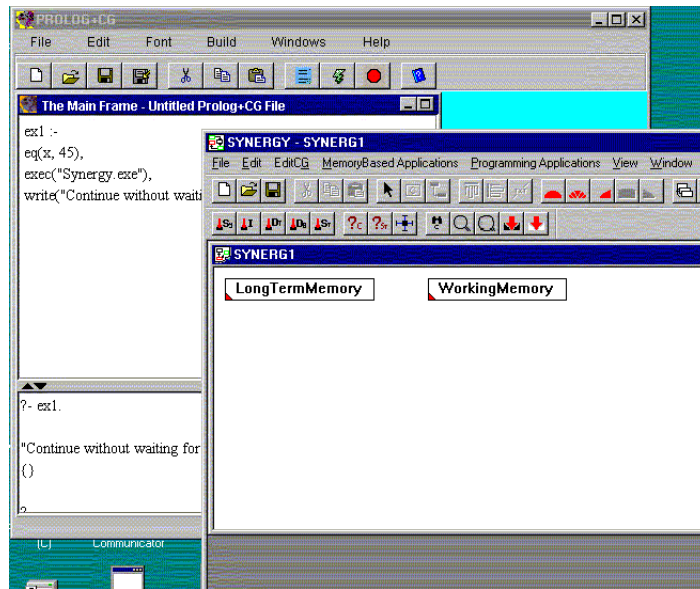 PROLOG+CG
File Edit Font Build Windows Help
The Main Frame - Untitled Prolog+CG File
ex1 :-
eq(x, 45),
exec("Synergy.exe"),
write("Continue without waiti
SYNERGY - SYNERG1
File Edit EditCG MemoryBased Applications Programming Applications View Window
SYNERG1
LongTermMemory WorkingMemory
?- ex1.
"Continue without waiting for
()
?
Communicator